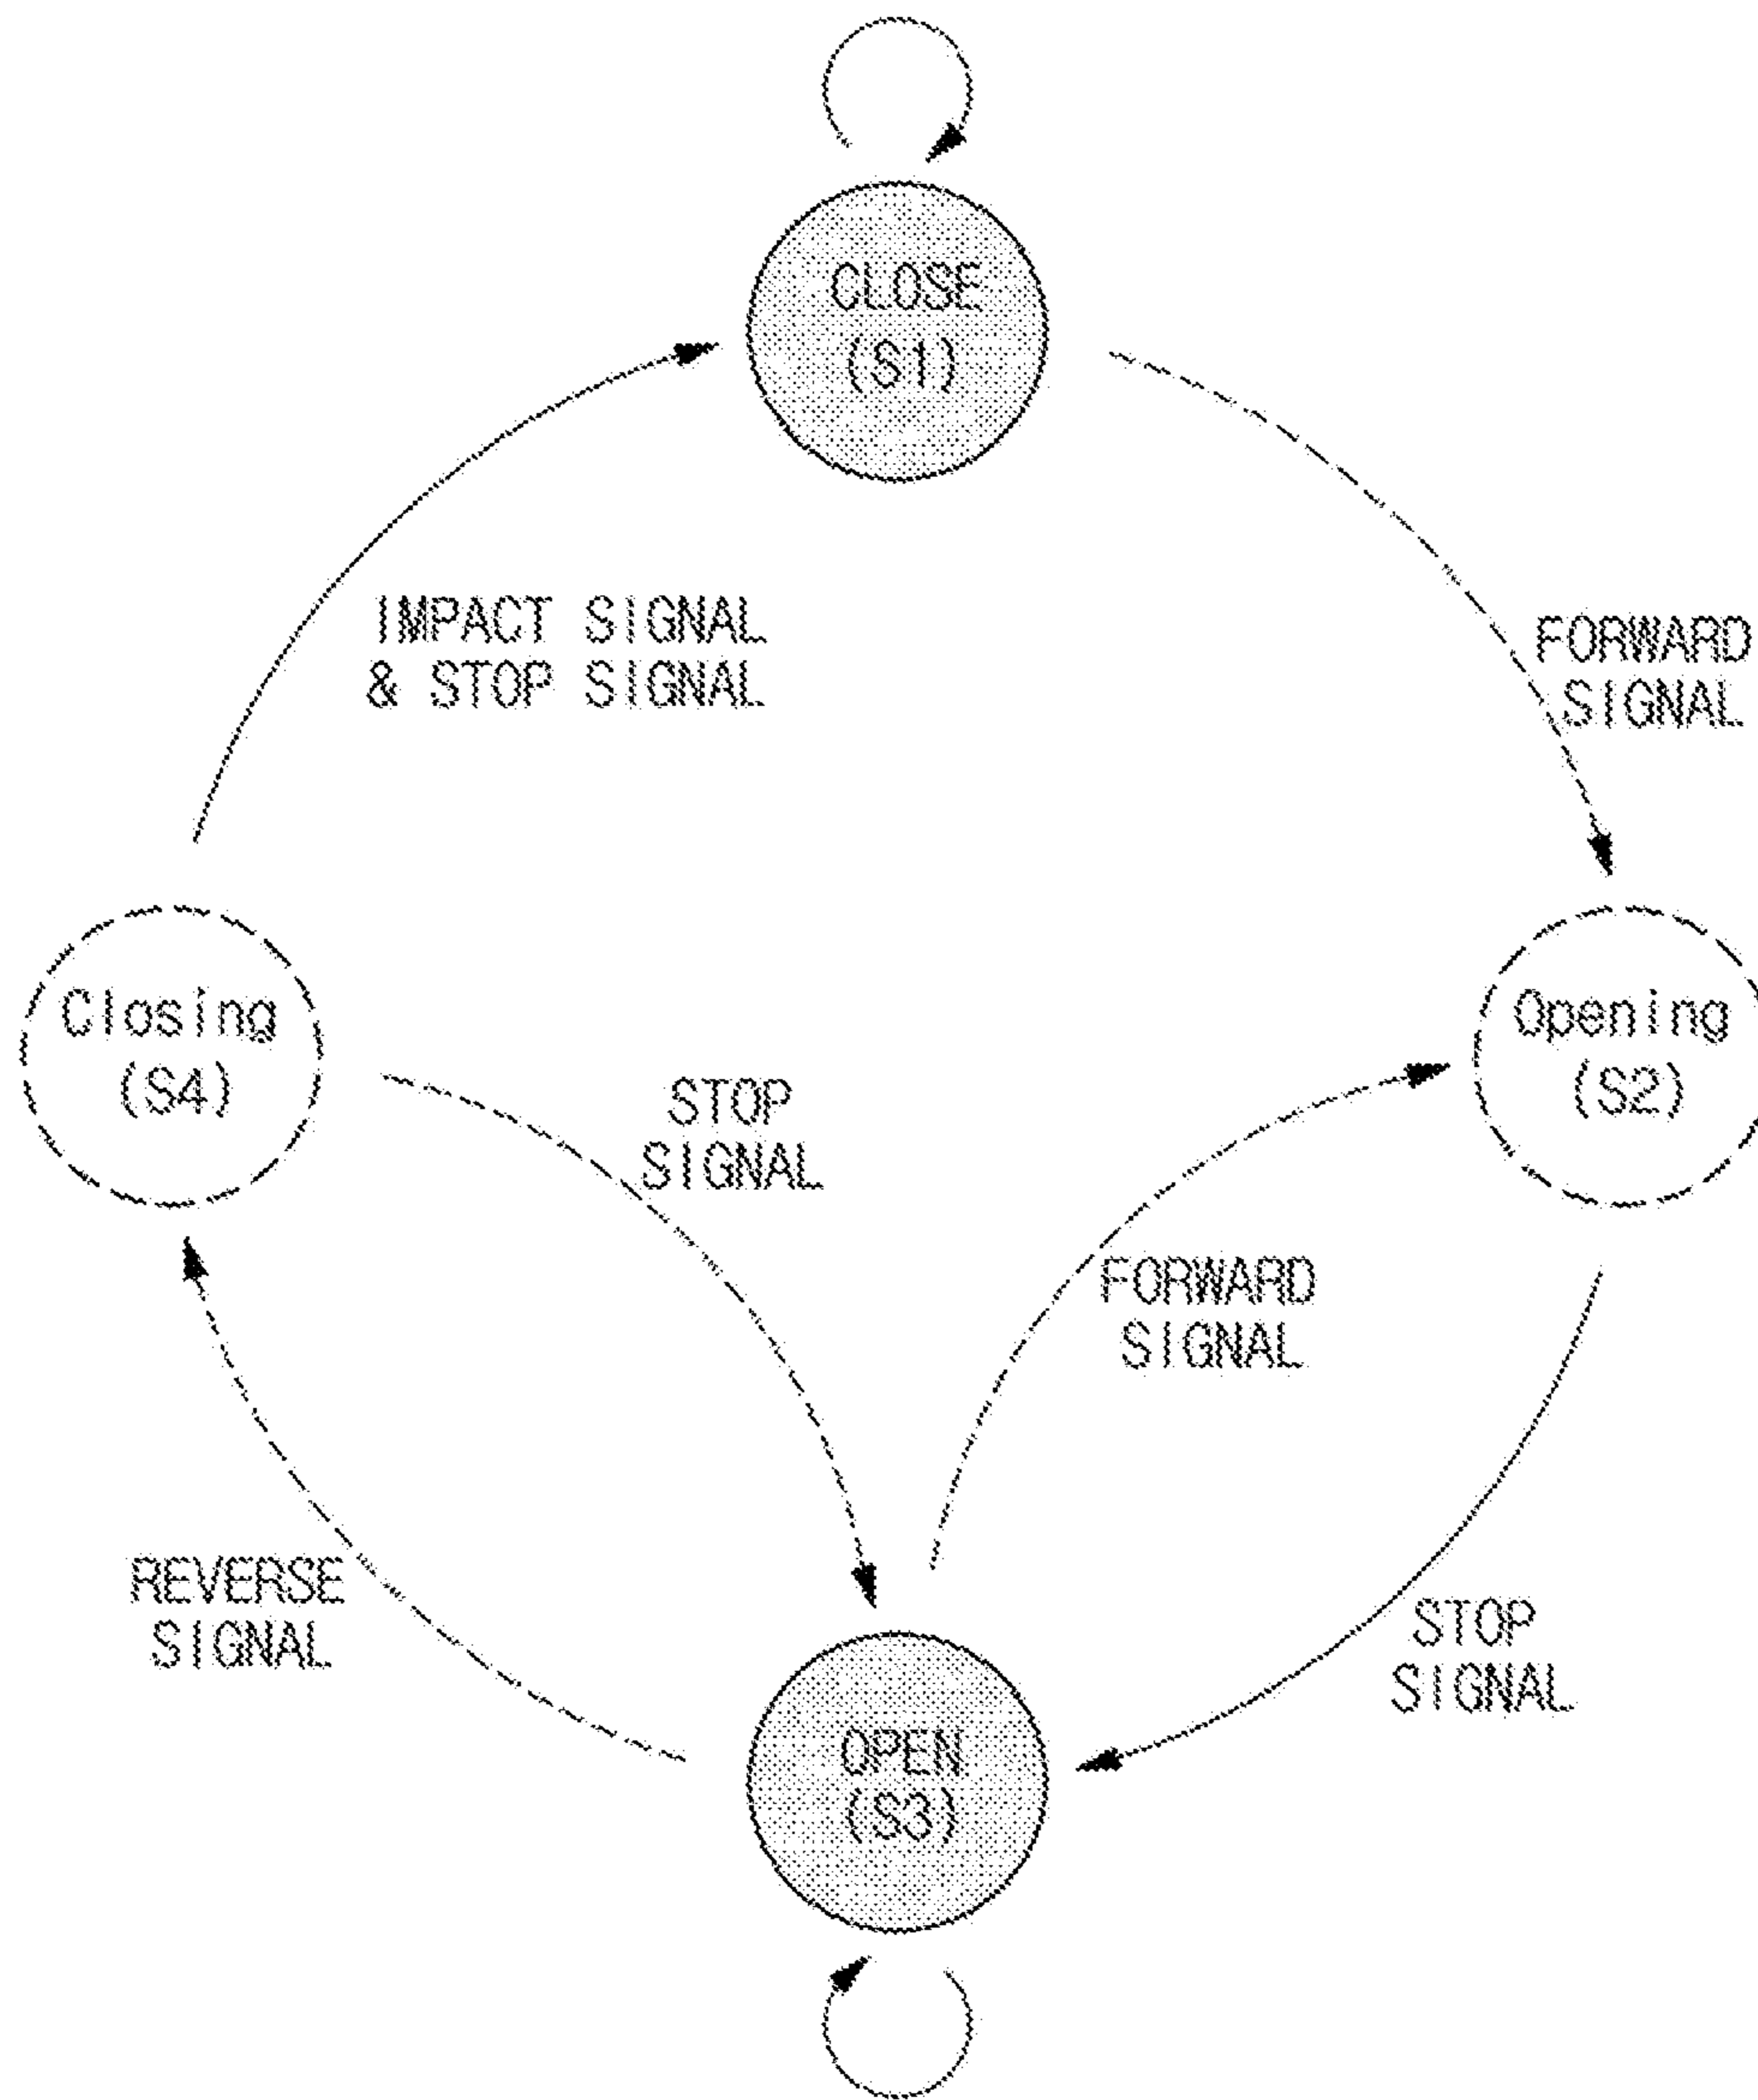 CLOSE
(S1)
IMPACT SIGNAL
& STOP SIGNAL
FORWARD
SIGNAL
Closing
(S4)
Opening
(S2)
STOP
SIGNAL
FORWARD
SIGNAL
REVERSE
SIGNAL
STOP
SIGNAL
OPEN
(S3)